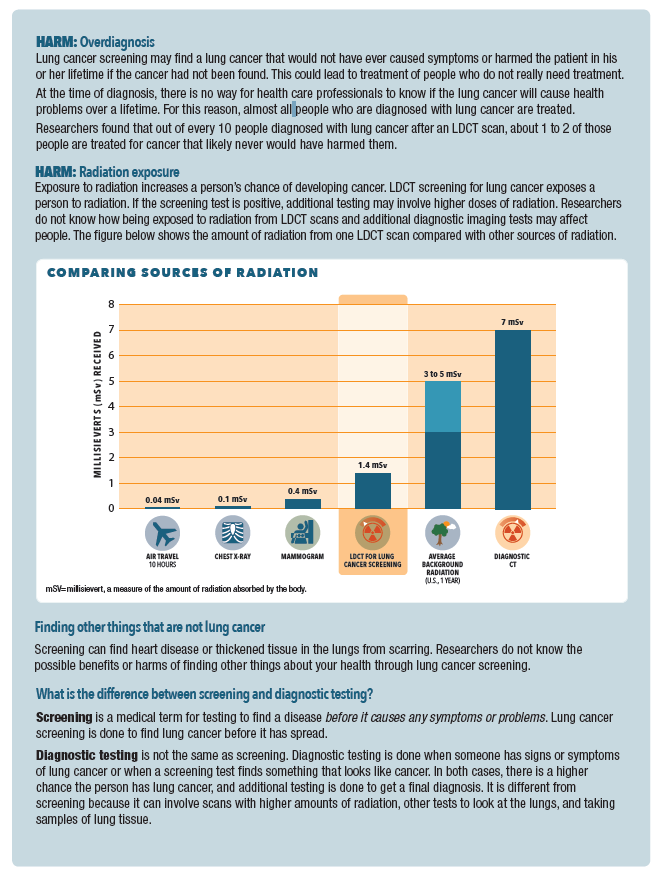 HARM: Overdiagnosis
Lung cancer screening may find a lung cancer that would not have ever caused symptoms or harmed the patient in his
or her lifetime if the cancer had not been found. This could lead to treatment of people who do not really need treatment.
At the time of diagnosis, there is no way for health care professionals to know if the lung cancer will cause health
problems over a lifetime. For this reason, almost all people who are diagnosed with lung cancer are treated.
Researchers found that out of every 10 people diagnosed with lung cancer after an LDCT scan, about 1 to 2 of those
people are treated for cancer that likely never would have harmed them.
HARM: Radiation exposure
Exposure to radiation increases a person's chance of developing cancer. LDCT screening for lung cancer exposes a
person to radiation. If the screening test is positive, additional testing may involve higher doses of radiation. Researchers
do not know how being exposed to radiation from LDCT scans and additional diagnostic imaging tests may affect
people. The figure below shows the amount of radiation from one LDCT scan compared with other sources of radiation.
COMPARING SOURCES OF RADIATION
MILLISIEVERTS (mSv) RECEIVED
8
7
6
5
4
3
2
1
0
0.04 mSv
0.1 mSv
0.4 mSv
1.4 mSv
3 to 5 mSv
7 mSv
AIR TRAVEL
10 HOURS
CHEST X-RAY
MAMMOGRAM
LDCT FOR LUNG
CANCER SCREENING
AVERAGE
BACKGROUND
RADIATION
(U.S., 1 YEAR)
DIAGNOSTIC
CT
mSV=millisievert, a measure of the amount of radiation absorbed by the body.
Finding other things that are not lung cancer
Screening can find heart disease or thickened tissue in the lungs from scarring. Researchers do not know the
possible benefits or harms of finding other things about your health through lung cancer screening.
What is the difference between screening and diagnostic testing?
Screening is a medical term for testing to find a disease before it causes any symptoms or problems. Lung cancer
screening is done to find lung cancer before it has spread.
Diagnostic testing is not the same as screening. Diagnostic testing is done when someone has signs or symptoms
of lung cancer or when a screening test finds something that looks like cancer. In both cases, there is a higher
chance the person has lung cancer, and additional testing is done to get a final diagnosis. It is different from
screening because it can involve scans with higher amounts of radiation, other tests to look at the lungs, and taking
samples of lung tissue.